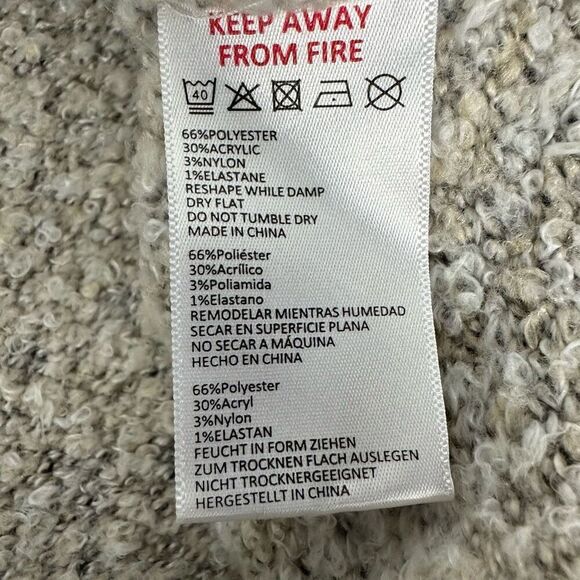 KEEP AWAY
FROM FIRE
40
66%POLYESTER
30%ACRYLIC
3%NYLON
1%ELASTANE
RESHAPE WHILE DAMP
DRY FLAT
DO NOT TUMBLE DRY
MADE IN CHINA
66%Poliéster
30%Acrílico
3%Poliamida
1%Elastano
REMODELAR MIENTRAS HUMEDAD
SECAR EN SUPERFICIE PLANA
NO SECAR A MÁQUINA
HECHO EN CHINA
66%Polyester
30%Acryl
3%Nylon
1%ELASTAN
FEUCHT IN FORM ZIEHEN
ZUM TROCKNEN FLACH AUSLEGEN
NICHT TROCKNERGEEIGNET
HERGESTELLT IN CHINA